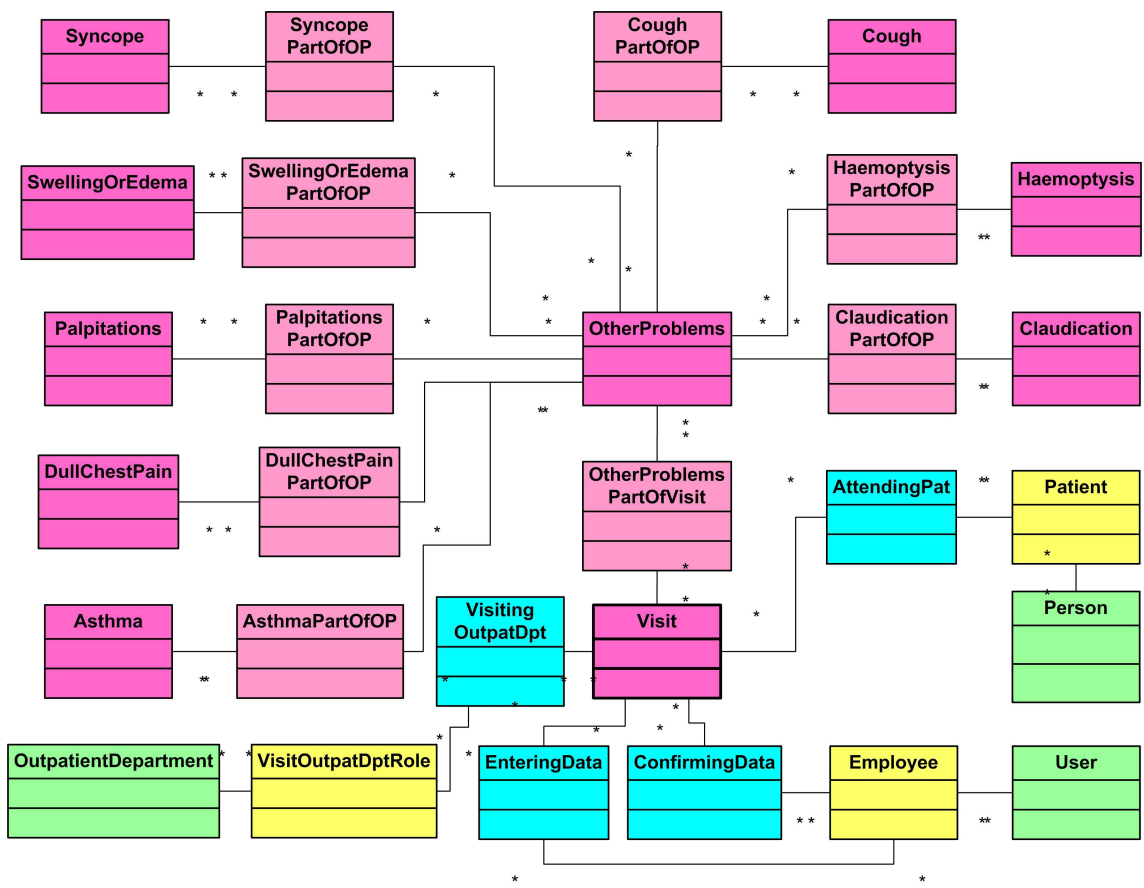 Syncope
Syncope
PartOfOP
Cough
PartOfOP
Cough
* * *
* *
*
SwellingOrEdema
* *
SwellingOrEdema
PartOfOP
*
*
Haemoptysis
PartOfOP
Haemoptysis
**
*
*
Palpitations
* *
Palpitations
PartOfOP
*
*
*
OtherProblems
*
* *
Claudication
PartOfOP
Claudication
**
**
*
*
DullChestPain
DullChestPain
PartOfOP
* *
*
OtherProblems
PartOfVisit
*
AttendingPat
**
Patient
*
*
*
*
Person
Asthma
AsthmaPartOfOP
**
Visiting
OutpatDpt
Visit
*
*
* *
*
*
*
OutpatientDepartment
* *
VisitOutpatDptRole
*
*
*
*
EnteringData
ConfirmingData
Employee
User
* *
**
*
*